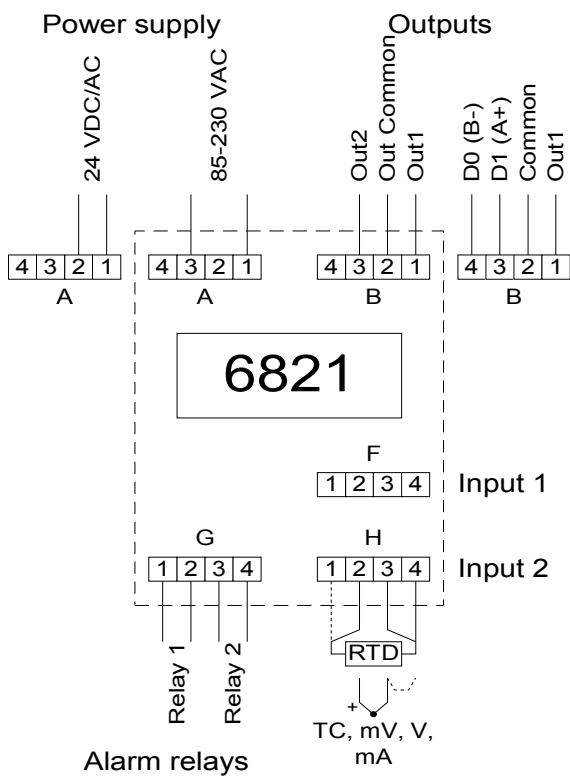 Power supply
Outputs
24 VDC/AC
85-230 VAC
Out2
Out Common
Out1
D0 (B-)
D1 (A+)
Common
Out1
4 3 2 1
4 3 2 1
4 3 2 1
4 3 2 1
A
A
B
B
6821
F
1 2 3 4
Input 1
G
H
1 2 3 4
1 2 3 4
Input 2
Relay 1
Relay 2
RTD
+
TC, mV, V,
mA
Alarm relays